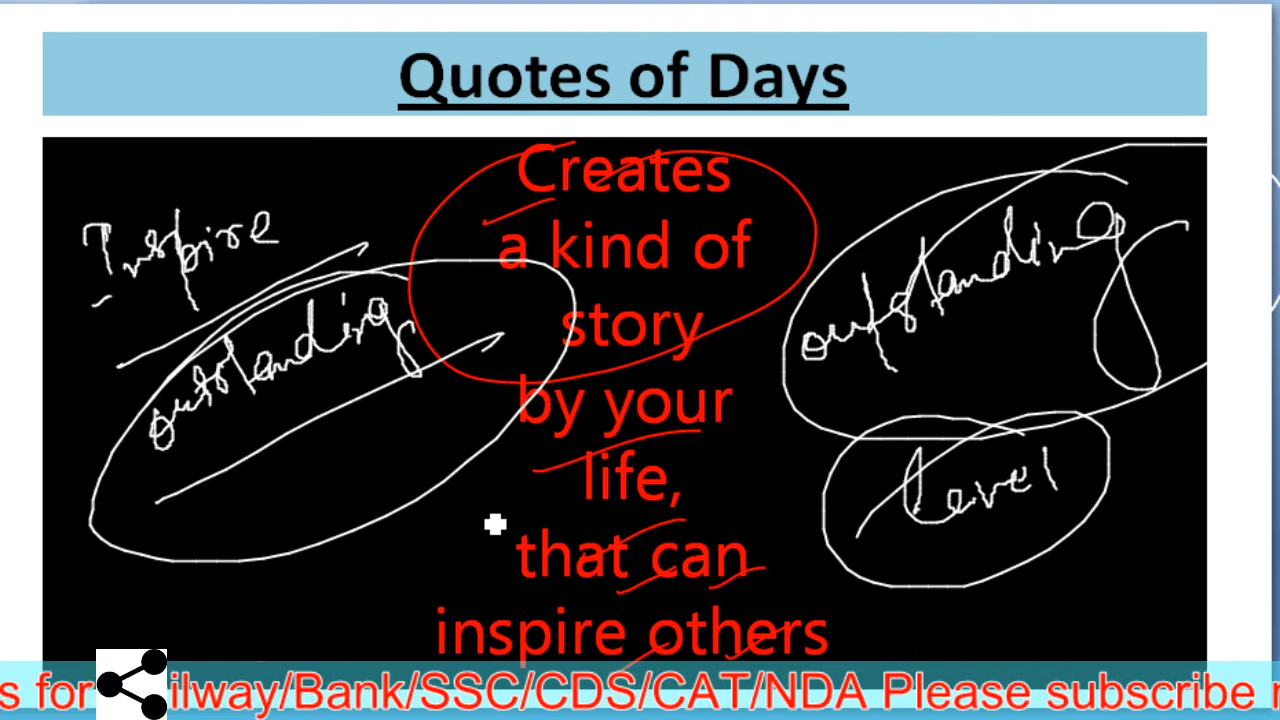 Quotes of Days
Creates
a kind of
story
by your
life,
that can
inspire others
Inspire
outstanding
outstanding
level
s for ilway/Bank/SSC/CDS/CAT/NDA Please subscribe